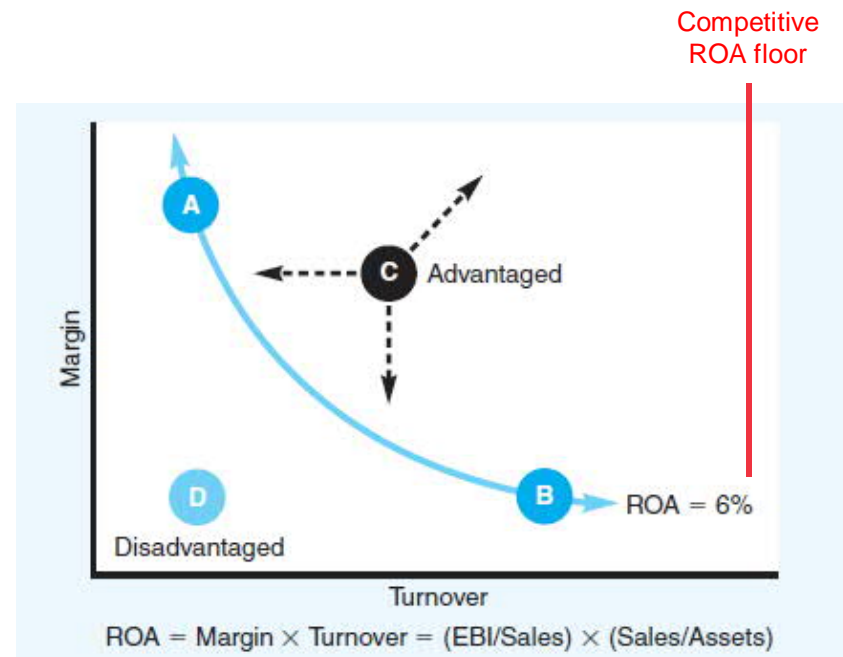 Competitive
ROA floor
A
C Advantaged
Margin
D
B
ROA = 6%
Disadvantaged
Turnover
ROA = Margin × Turnover = (EBI/Sales) × (Sales/Assets)